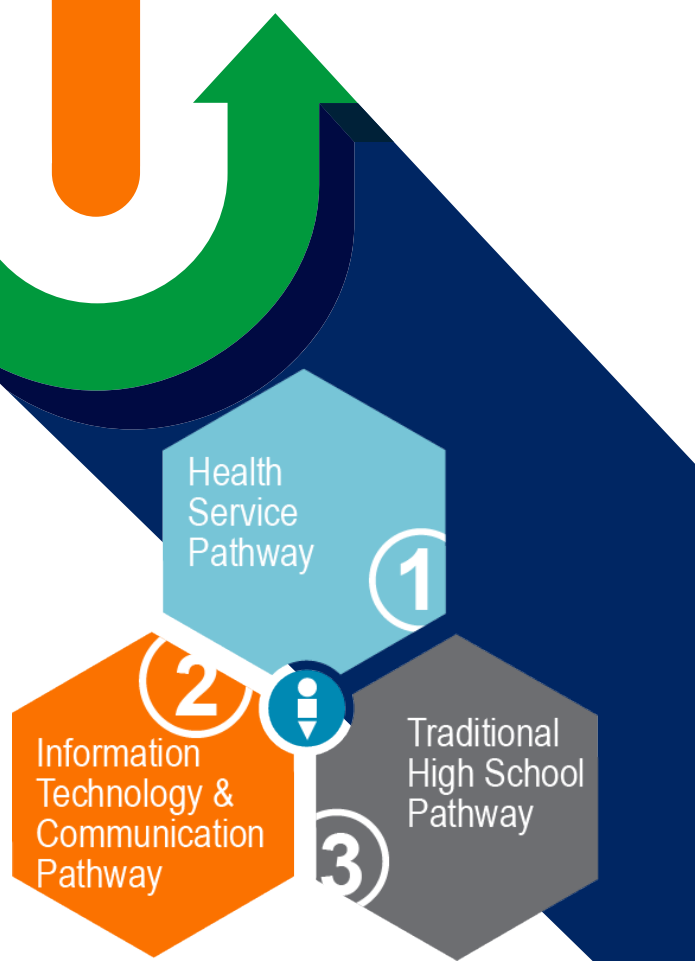 Health
Service
Pathway
1
2
Information
Technology &
Communication
Pathway
Traditional
High School
Pathway
3